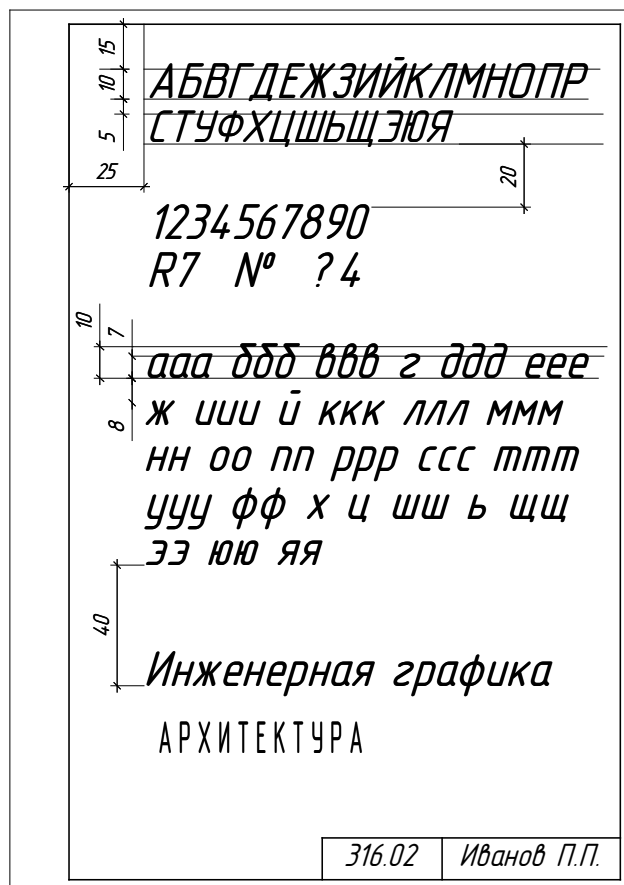 15
10
АБВГДЕЖЗИЙКЛМНОПР
5
СТУФХЦШЬЩЭЮЯ
25
20
1234567890
R7 № ?4
10
7
ааа ббб ввв г ддд еее
8
ж иии й ккк ллл ммм
нн оо пп ррр ссс ттт
ууу фф х ц шш ь щщ
ээ юю яя
40
Инженерная графика
АРХИТЕКТУРА
316.02 Иванов П.П.